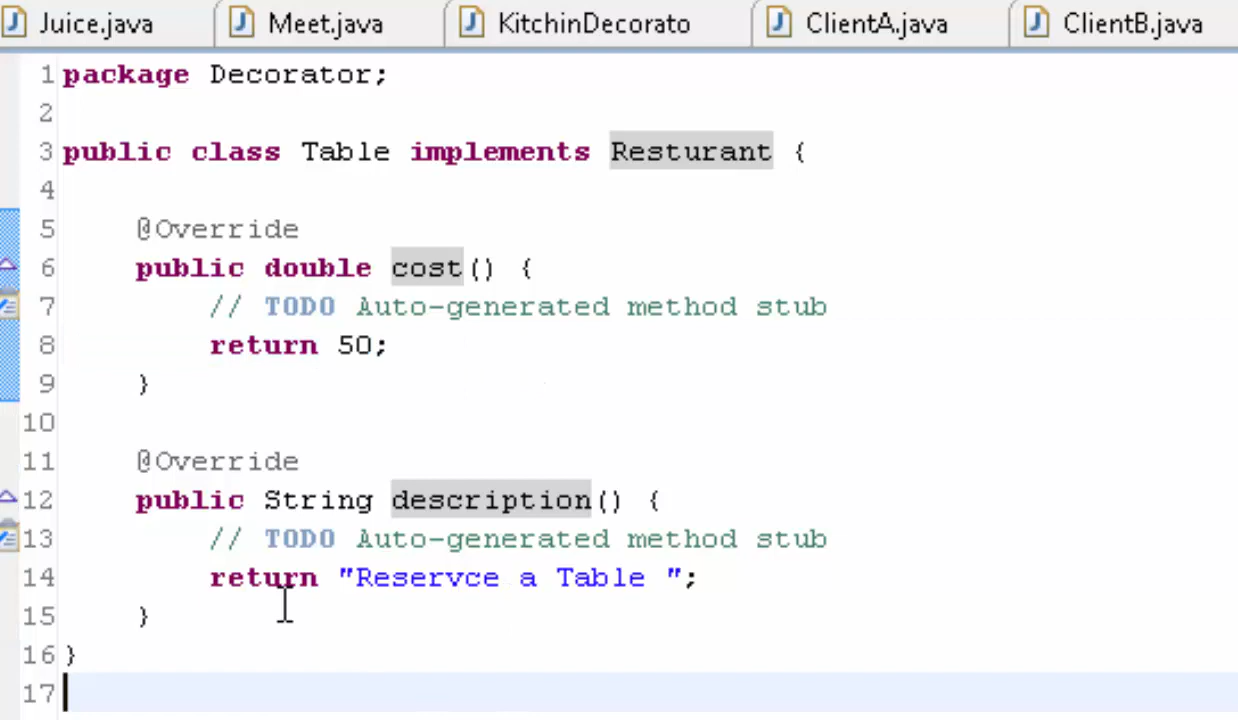 Juice.java Meet.java KitchinDecorato ClientA.java ClientB.java
1 package Decorator;
2
3 public class Table implements Resturant {
4
5 @Override
6 public double cost() {
7 // TODO Auto-generated method stub
8 return 50;
9 }
10
11 @Override
12 public String description() {
13 // TODO Auto-generated method stub
14 return "Reservce a Table ";
15 }
16 }
17